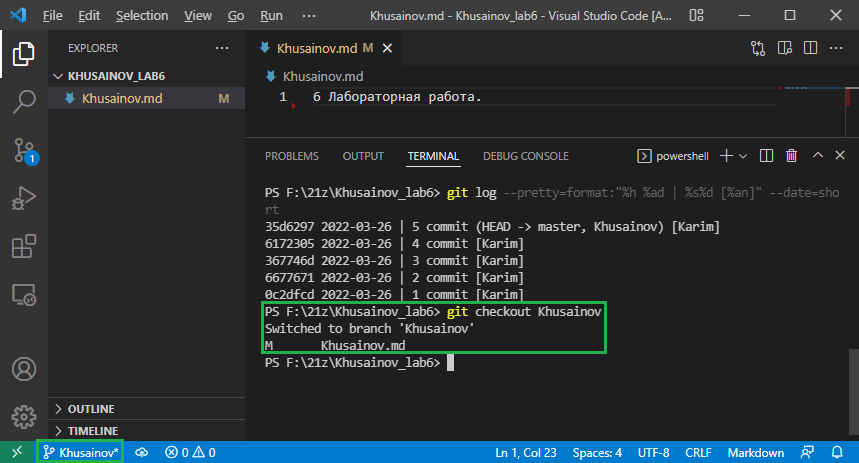 File Edit Selection View Go Run ··· Khusainov.md - Khusainov_lab6 - Visual Studio Code [A...
EXPLORER ···
KHUSAINOV_LAB6
Khusainov.md M
OUTLINE
TIMELINE
1
Khusainov.md M
Khusainov.md
1 6 Лабораторная работа.
PROBLEMS OUTPUT TERMINAL DEBUG CONSOLE powershell
PS F:\21z\Khusainov_lab6> git log --pretty=format:"%h %ad | %s%d [%an]" --date=sho
rt
35d6297 2022-03-26 | 5 commit (HEAD -> master, Khusainov) [Karim]
6172305 2022-03-26 | 4 commit [Karim]
367746d 2022-03-26 | 3 commit [Karim]
6677671 2022-03-26 | 2 commit [Karim]
0c2dfcd 2022-03-26 | 1 commit [Karim]
PS F:\21z\Khusainov_lab6> git checkout Khusainov
Switched to branch 'Khusainov'
M Khusainov.md
PS F:\21z\Khusainov_lab6>
Khusainov* 0 0 Ln 1, Col 23 Spaces: 4 UTF-8 CRLF Markdown